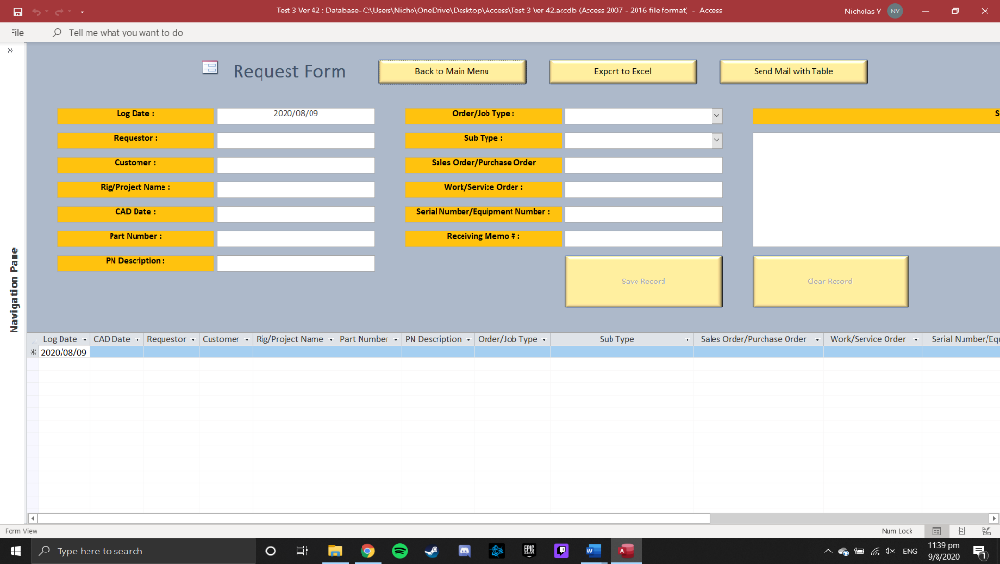 Test 3 Ver 42 : Database- C:\Users\Nicho\OneDrive\Desktop\Access\Test 3 Ver 42.accdb (Access 2007 - 2016 file format) - Access
Nicholas Y NY
File Tell me what you want to do
Request Form
Back to Main Menu
Export to Excel
Send Mail with Table
Log Date : 2020/08/09
Requestor :
Customer :
Rig/Project Name :
CAD Date :
Part Number :
PN Description :
Order/Job Type :
Sub Type :
Sales Order/Purchase Order
Work/Service Order :
Serial Number/Equipment Number :
Receiving Memo # :
S
Save Record
Clear Record
Navigation Pane
Log Date CAD Date Requestor Customer Rig/Project Name Part Number PN Description Order/Job Type Sub Type Sales Order/Purchase Order Work/Service Order Serial Number/Equ
2020/08/09
Form View
Num Lock
Type here to search
ENG
11:39 pm
9/8/2020
1